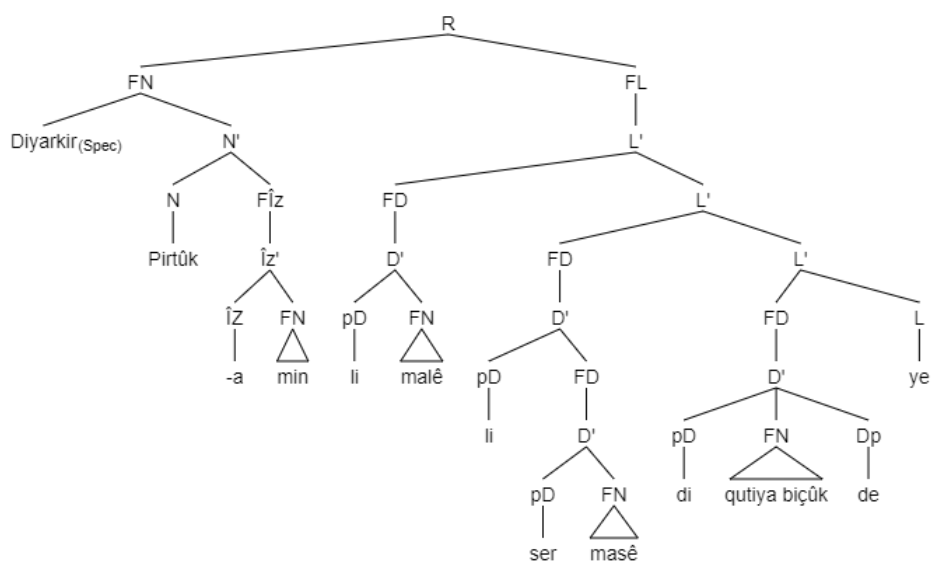 R
FN FL
Diyarkir(Spec) N' L'
N FÎz FD L'
Pirtûk Îz' D' FD L'
ÎZ FN pD FN D' FD L
-a min li malê pD FD D' ye
li D' pD FN Dp
pD FN di qutiya biçûk de
ser masê